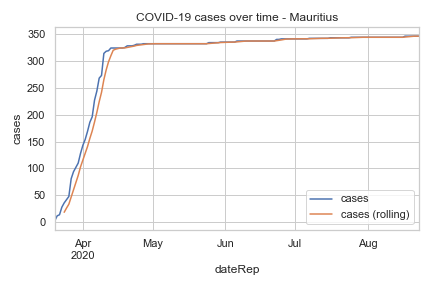 COVID-19 cases over time - Mauritius
350
300
250
200
150
100
50
0
cases
Apr
2020
May
Jun
Jul
Aug
dateRep
cases
cases (rolling)